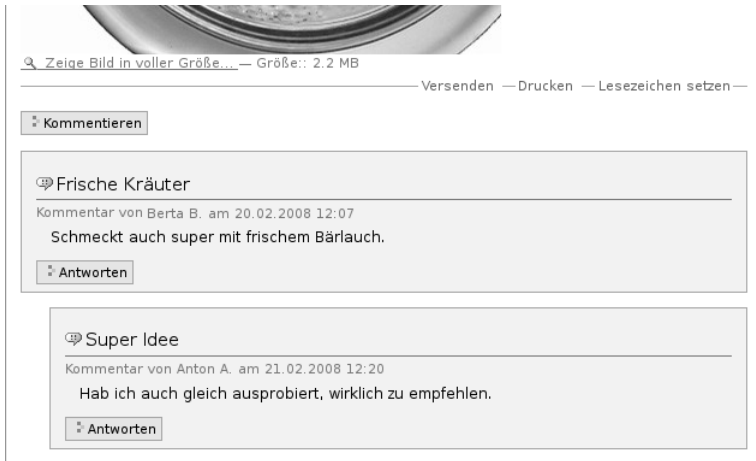 Zeige Bild in voller Größe... — Größe:: 2.2 MB
Versenden — Drucken — Lesezeichen setzen —
Kommentieren
Frische Kräuter
Kommentar von Berta B. am 20.02.2008 12:07
Schmeckt auch super mit frischem Bärlauch.
Antworten
Super Idee
Kommentar von Anton A. am 21.02.2008 12:20
Hab ich auch gleich ausprobiert, wirklich zu empfehlen.
Antworten